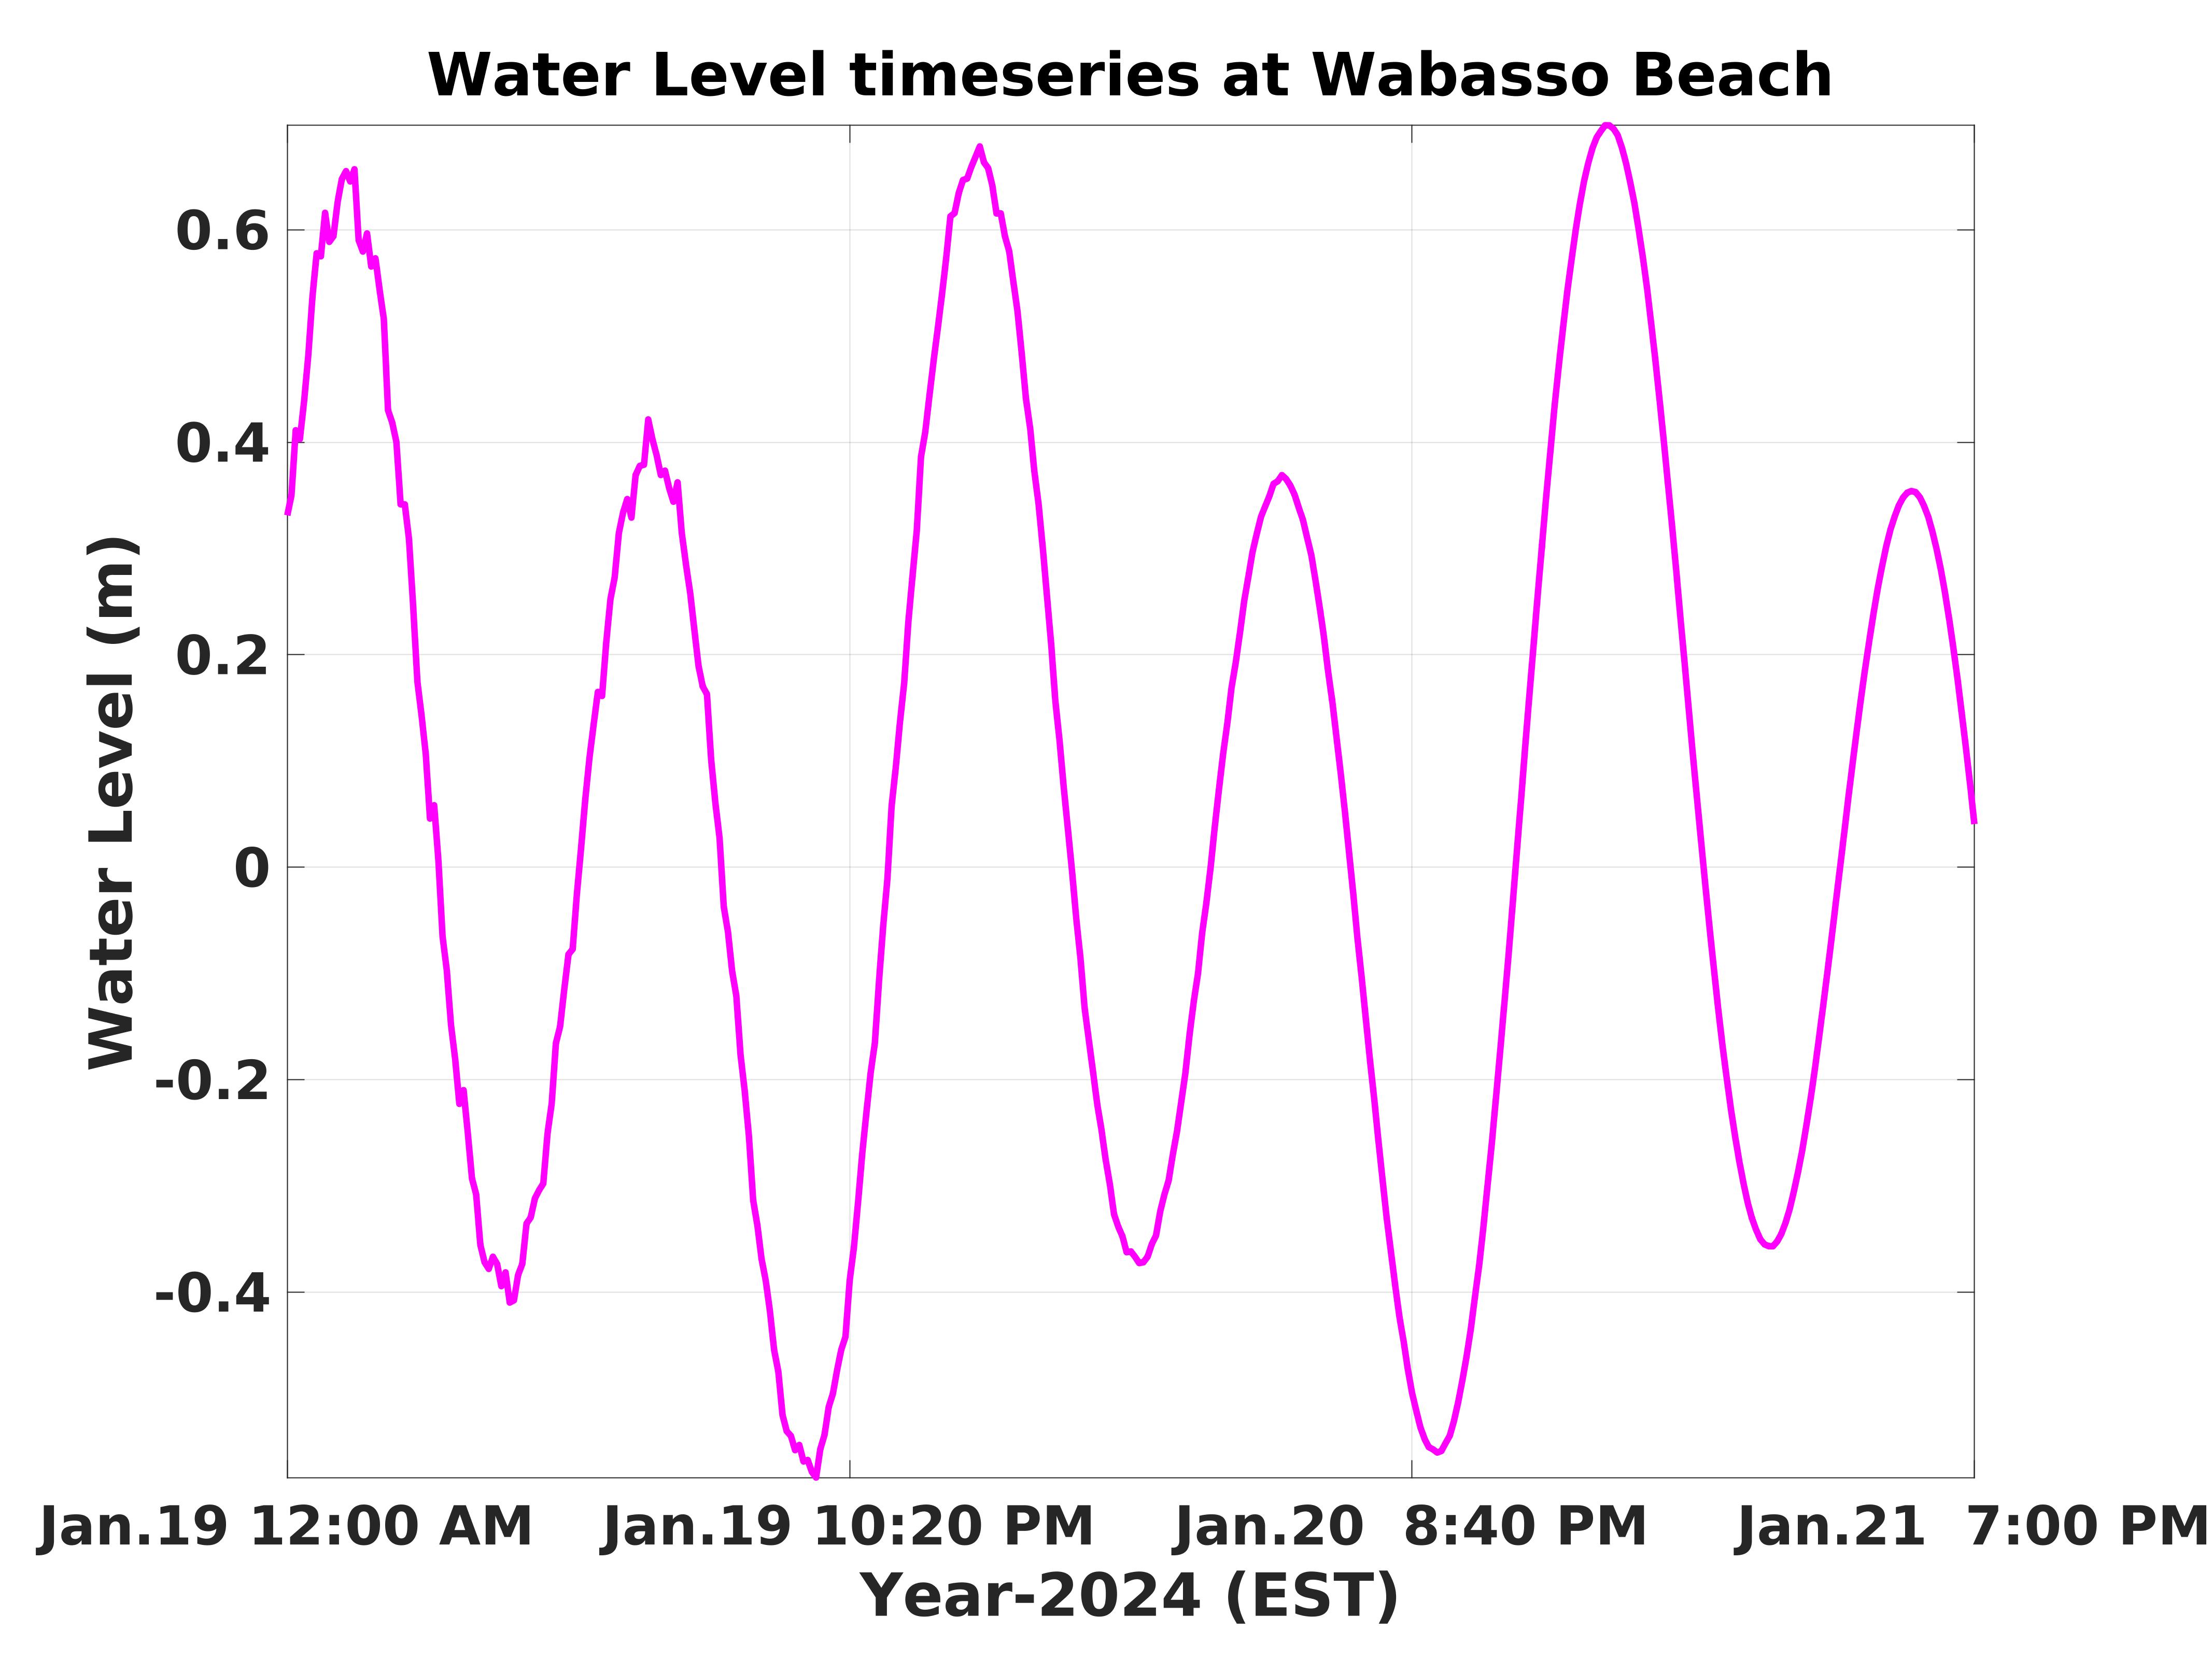 Water Level timeseries at Wabasso Beach
0.6
0.4
0.2
0
-0.2
-0.4
Water Level (m)
Jan.19 12:00 AM Jan.19 10:20 PM Jan.20 8:40 PM Jan.21 7:00 PM
Year-2024 (EST)